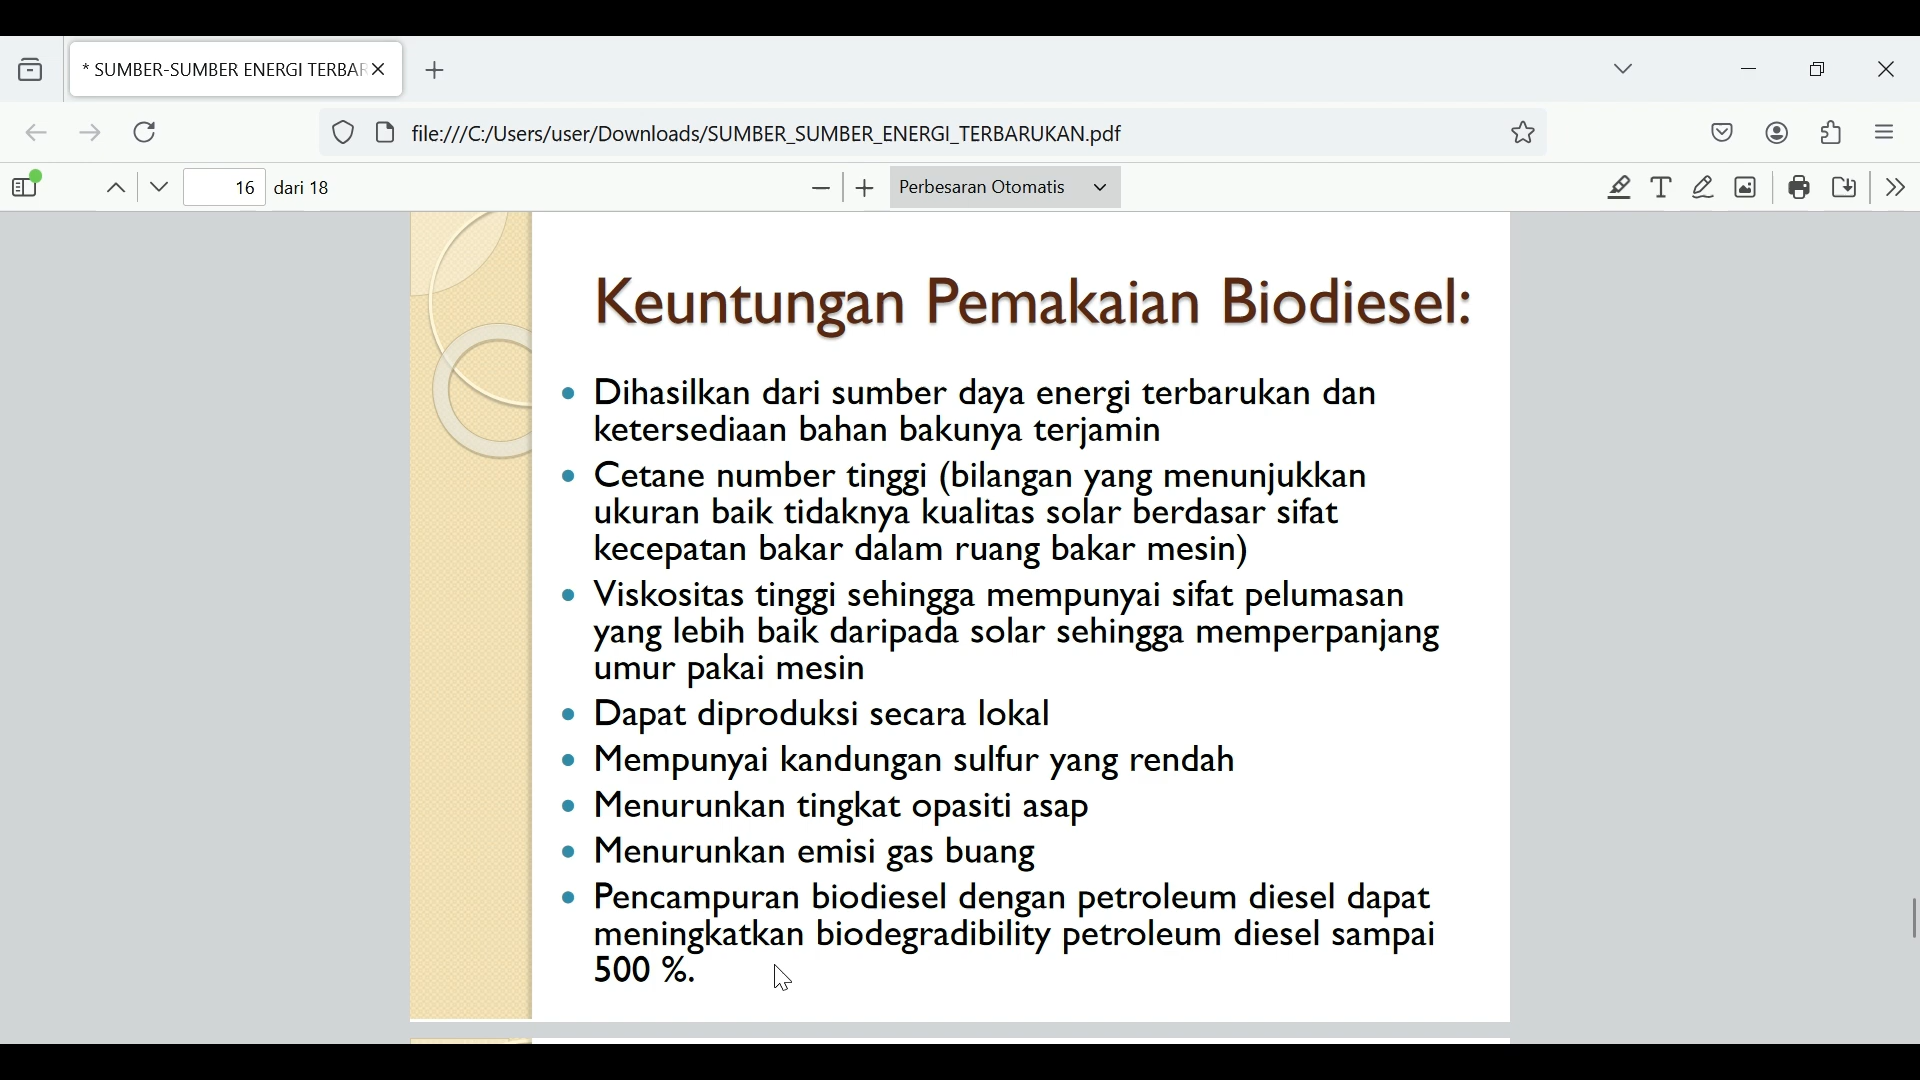 * SUMBER-SUMBER ENERGI TERBAR
file:///C:/Users/user/Downloads/SUMBER_SUMBER_ENERGI_TERBARUKAN.pdf
16 dari 18
Perbesaran Otomatis
Keuntungan Pemakaian Biodiesel:
• Dihasilkan dari sumber daya energi terbarukan dan
ketersediaan bahan bakunya terjamin
• Cetane number tinggi (bilangan yang menunjukkan
ukuran baik tidaknya kualitas solar berdasar sifat
kecepatan bakar dalam ruang bakar mesin)
• Viskositas tinggi sehingga mempunyai sifat pelumasan
yang lebih baik daripada solar sehingga memperpanjang
umur pakai mesin
• Dapat diproduksi secara lokal
• Mempunyai kandungan sulfur yang rendah
• Menurunkan tingkat opasiti asap
• Menurunkan emisi gas buang
• Pencampuran biodiesel dengan petroleum diesel dapat
meningkatkan biodegradibility petroleum diesel sampai
500 %.